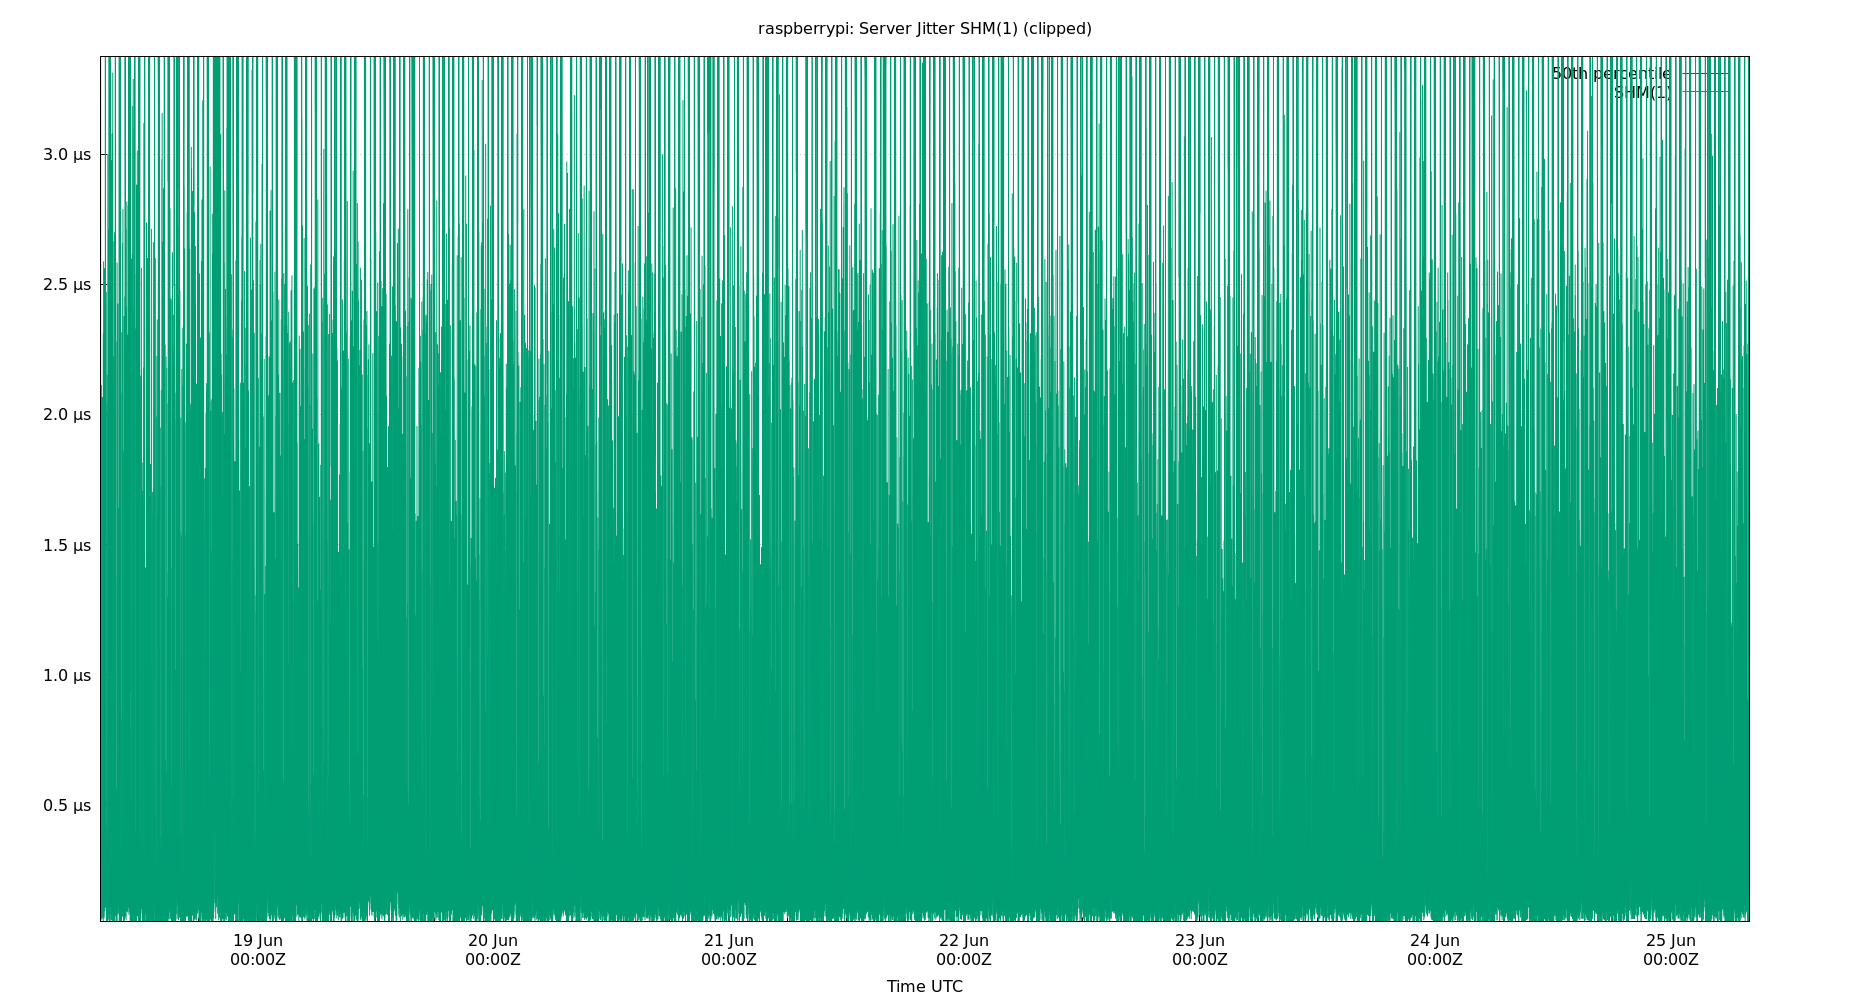 raspberrypi: Server Jitter SHM(1) (clipped)
50th percentile
SHM(1)
3.0 μs
2.5 μs
2.0 μs
1.5 μs
1.0 μs
0.5 μs
19 Jun 20 Jun 21 Jun 22 Jun 23 Jun 24 Jun 25 Jun
00:00Z 00:00Z 00:00Z 00:00Z 00:00Z 00:00Z 00:00Z
Time UTC